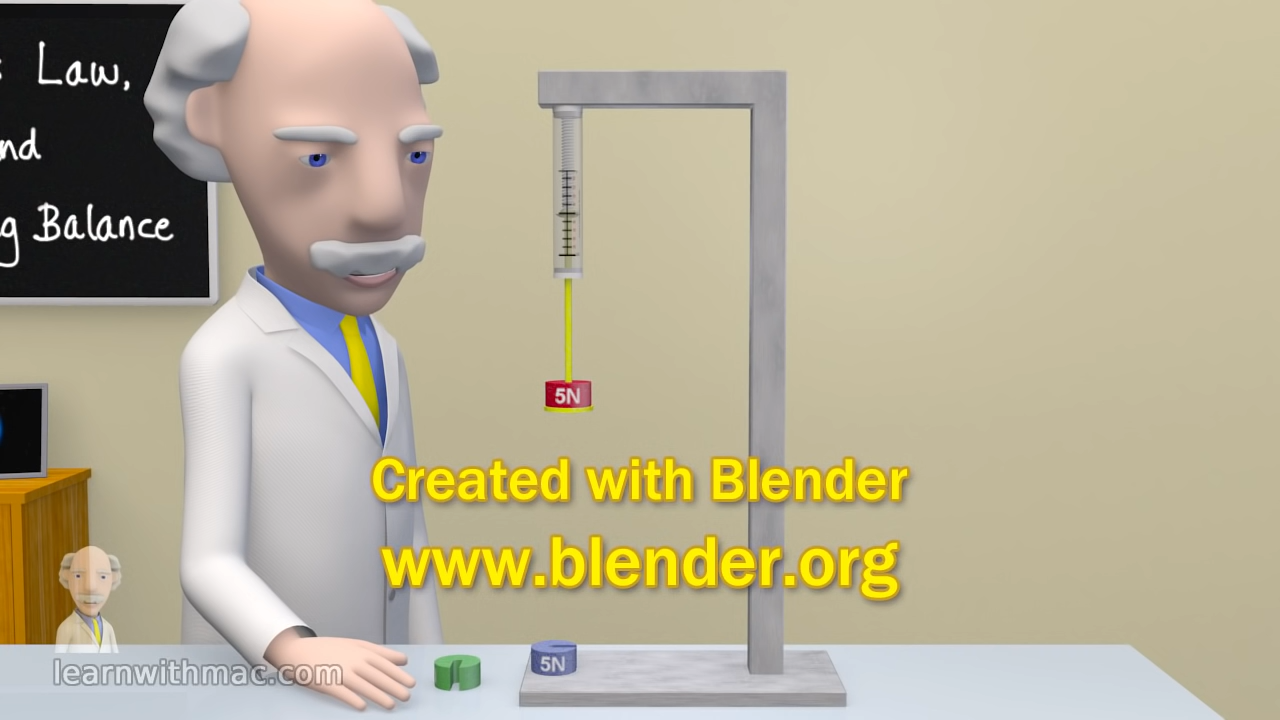 : Law,
nd
g Balance
5N
Created with Blender
www.blender.org
5N
learnwithmac.com